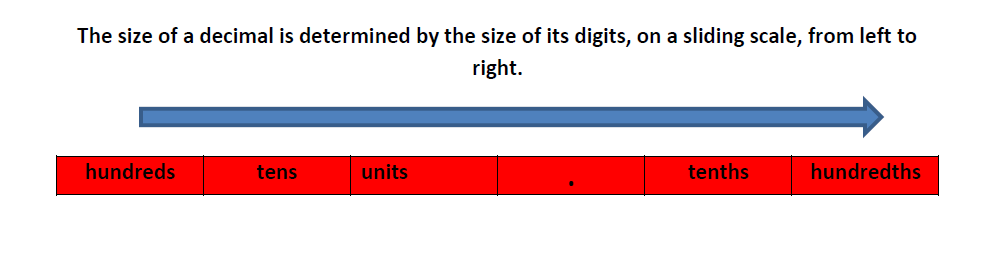 The size of a decimal is determined by the size of its digits, on a sliding scale, from left to
right.
hundreds tens units . tenths hundredths